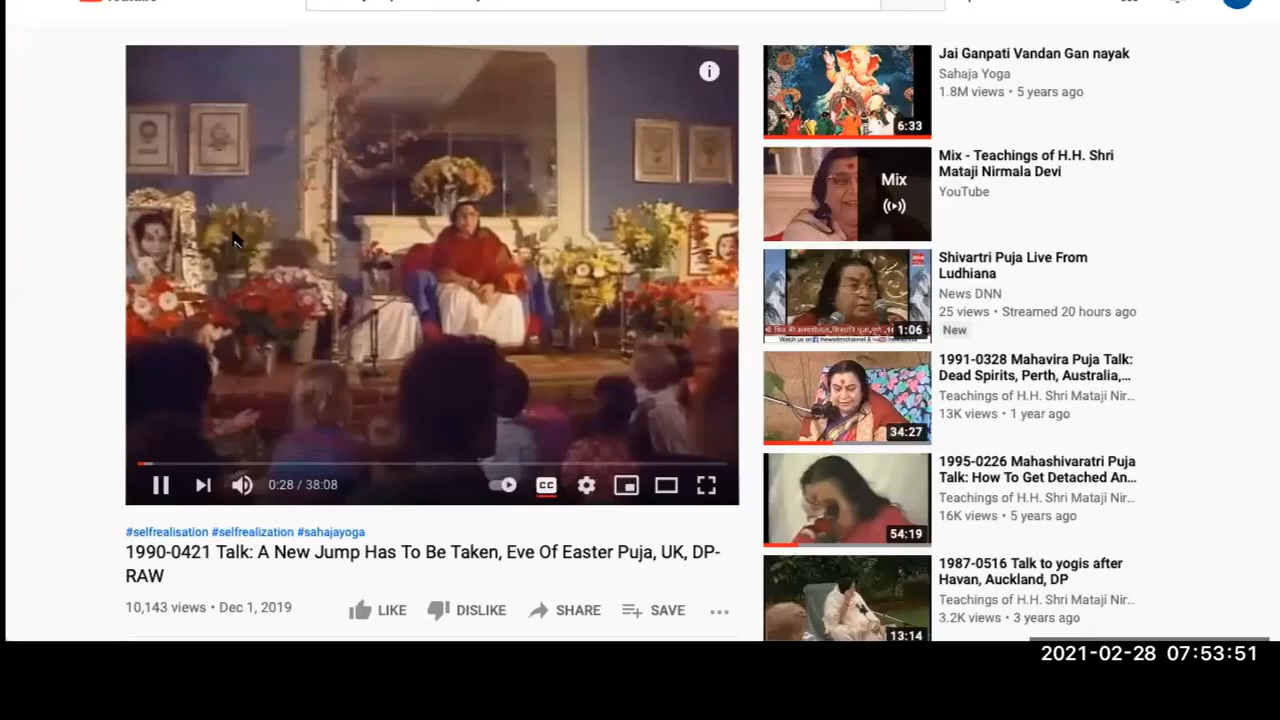 0:28 / 38:08
CC
#selfrealisation #selfrealization #sahajayoga
1990-0421 Talk: A New Jump Has To Be Taken, Eve Of Easter Puja, UK, DP-
RAW
10,143 views • Dec 1, 2019
LIKE
DISLIKE
SHARE
SAVE
6:33
Jai Ganpati Vandan Gan nayak
Sahaja Yoga
1.8M views • 5 years ago
Mix
Mix - Teachings of H.H. Shri
Mataji Nirmala Devi
YouTube
1:06
Shivartri Puja Live From
Ludhiana
News DNN
25 views • Streamed 20 hours ago
New
34:27
1991-0328 Mahavira Puja Talk:
Dead Spirits, Perth, Australia,...
Teachings of H.H. Shri Mataji Nir...
13K views • 1 year ago
54:19
1995-0226 Mahashivaratri Puja
Talk: How To Get Detached An...
Teachings of H.H. Shri Mataji Nir...
16K views • 5 years ago
13:14
1987-0516 Talk to yogis after
Havan, Auckland, DP
Teachings of H.H. Shri Mataji Nir...
3.2K views • 3 years ago
2021-02-28 07:53:51